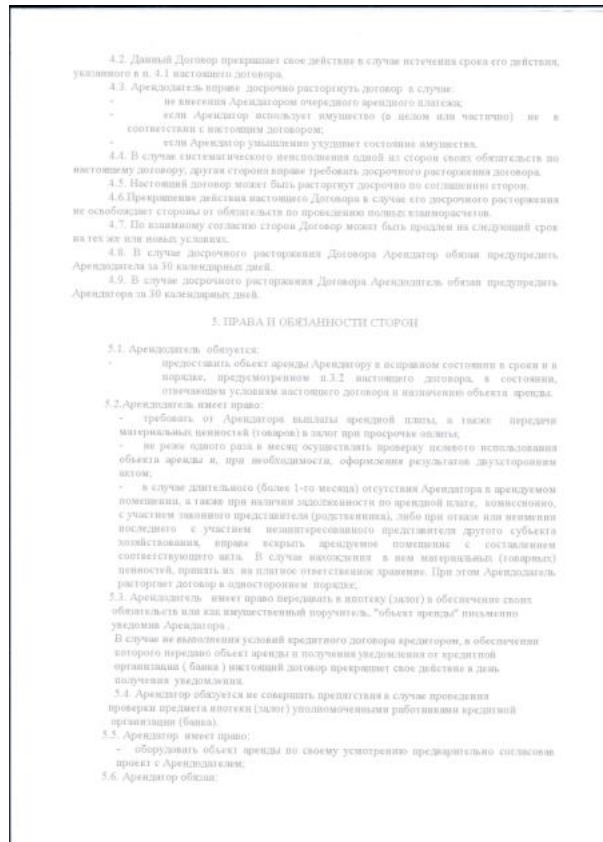 4.2. Данный Договор прекращает свое действие в случае истечения срока его действия,
указанного в п. 4.1 настоящего договора.
4.3. Арендодатель вправе досрочно расторгнуть договор в случае:
- не внесения Арендатором очередного арендного платежа;
- если Арендатор использует имущество (в целом или частично) не в
соответствии с настоящим договором;
- если Арендатор умышленно ухудшает состояние имущества.
4.4. В случае систематического неисполнения одной из сторон своих обязательств по
настоящему договору, другая сторона вправе требовать досрочного расторжения договора.
4.5. Настоящий договор может быть расторгнут досрочно по соглашению сторон.
4.6.Прекращение действия настоящего Договора в случае его досрочного расторжения
не освобождает стороны от обязательств по проведению полных взаиморасчетов.
4.7. По взаимному согласию сторон Договор может быть продлен на следующий срок
на тех же или новых условиях.
4.8. В случае досрочного расторжения Договора Арендатор обязан предупредить
Арендодателя за 30 календарных дней.
4.9. В случае досрочного расторжения Договора Арендодатель обязан предупредить
Арендатора за 30 календарных дней.
5. ПРАВА И ОБЯЗАННОСТИ СТОРОН
5.1. Арендодатель обязуется:
- предоставить объект аренды Арендатору в исправном состоянии в сроки и в
порядке, предусмотренном п.3.2 настоящего договора, в состоянии,
отвечающем условиям настоящего договора и назначению объекта аренды.
5.2.Арендодатель имеет право:
- требовать от Арендатора выплаты арендной платы, а также передачи
материальных ценностей (товаров) в залог при просрочке оплаты;
- не реже одного раза в месяц осуществлять проверку целевого использования
объекта аренды и, при необходимости, оформления результатов двухсторонним
актом;
- в случае длительного (более 1-го месяца) отсутствия Арендатора в арендуемом
помещении, а также при наличии задолженности по арендной плате, комиссионно,
с участием законного представителя (родственника), либо при отказе или неимении
последнего с участием незаинтересованного представителя другого субъекта
хозяйствования, вправе вскрыть арендуемое помещение с составлением
соответствующего акта. В случае нахождения в нем материальных (товарных)
ценностей, принять их на платное ответственное хранение. При этом Арендодатель
расторгает договор в одностороннем порядке;
5.3. Арендодатель имеет право передавать в ипотеку (залог) в обеспечение своих
обязательств или как имущественный поручитель, "объект аренды" письменно
уведомив Арендатора .
В случае не выполнения условий кредитного договора кредитором, в обеспечении
которого передано объект аренды и получения уведомления от кредитной
организации ( банка ) настоящий договор прекращает свое действие в день
получения уведомления.
5.4. Арендатор обязуется не совершать препятствия в случае проведения
проверки предмета ипотеки (залог) уполномоченными работниками кредитной
организации (банка).
5.5. Арендатор имеет право:
- оборудовать объект аренды по своему усмотрению предварительно согласовав
проект с Арендодателем;
5.6. Арендатор обязан: